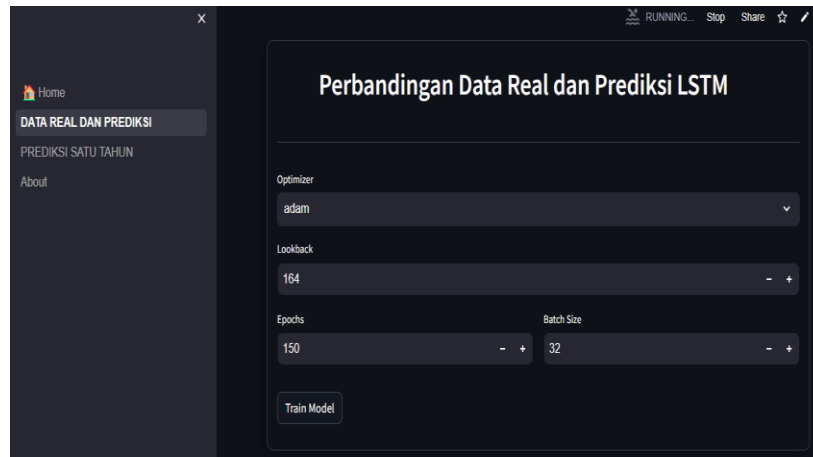 X
RUNNING... Stop Share
Home
DATA REAL DAN PREDIKSI
PREDIKSI SATU TAHUN
About
Perbandingan Data Real dan Prediksi LSTM
Optimizer
adam
Lookback
164 - +
Epochs Batch Size
150 - + 32 - +
Train Model